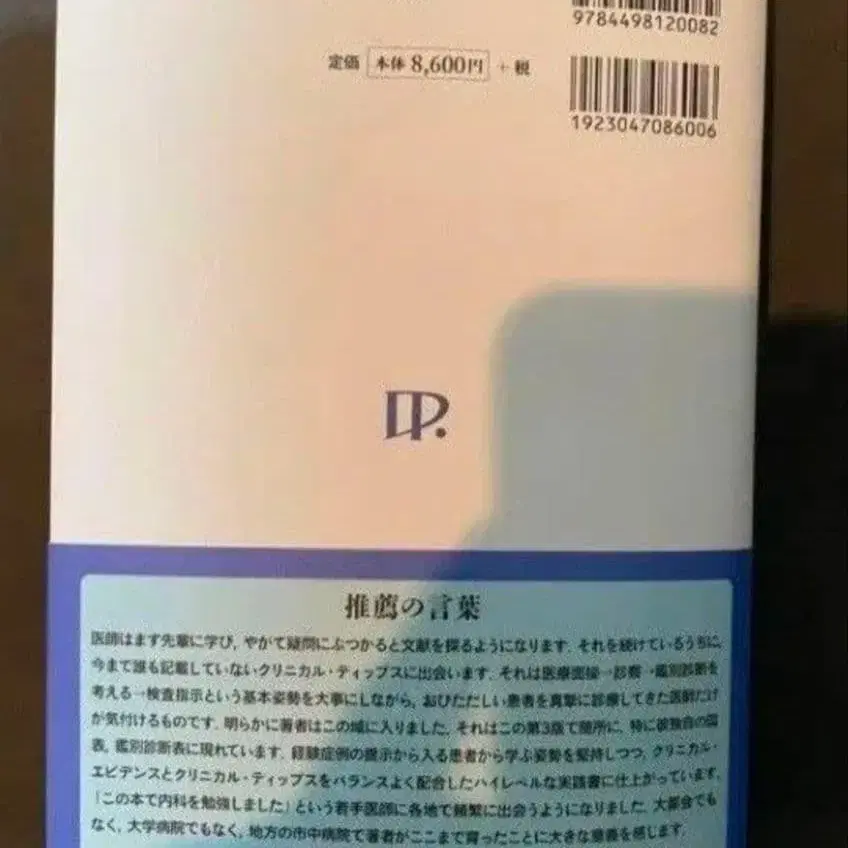 9784498120082
定価 本体 8,600円 + 税
1923047086006
DP.
推薦の言葉
医師はまず先輩に学び，やがて疑問にぶつかると文献を探るようになります．それを続けているうちに，
今まで誰も記載していないクリニカル・ティップスに出会います．それは医療面接→診察→鑑別診断を
考える→検査指示という基本姿勢を大事にしながら，おびただしい患者を真摯に診療してきた医師だけ
が気付けるものです．明らかに著者はこの域に入りました．それはこの第3版で随所に，特に彼独自の図
表，鑑別診断表に現れています．経験症例の提示から入る患者から学ぶ姿勢を堅持しつつ，クリニカル・
エビデンスとクリニカル・ティップスをバランスよく配合したハイレベルな実践書に仕上がっています．
「この本で内科を勉強しました」という若手医師に各地で頻繁に出会うようになりました．大都会でも
なく，大学病院でもなく，地方の市中病院で著者がここまで育ったことに大きな意義を感じます．